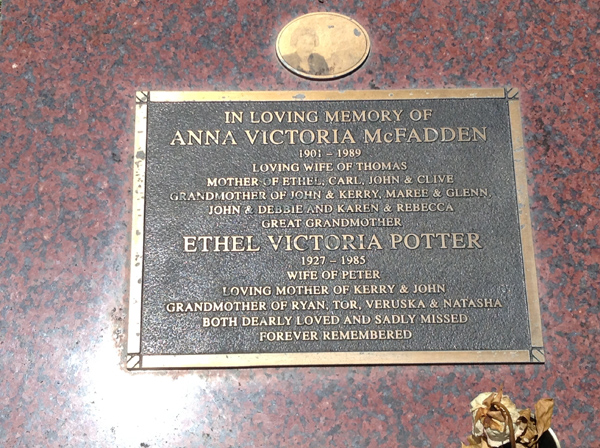 IN LOVING MEMORY OF
ANNA VICTORIA McFADDEN
1901 – 1989
LOVING WIFE OF THOMAS
MOTHER OF ETHEL, CARL, JOHN & CLIVE
GRANDMOTHER OF JOHN & KERRY, MAREE & GLENN,
JOHN & DEBBIE AND KAREN & REBECCA
GREAT GRANDMOTHER
ETHEL VICTORIA POTTER
1927 – 1985
WIFE OF PETER
LOVING MOTHER OF KERRY & JOHN
GRANDMOTHER OF RYAN, TOR, VERUSKA & NATASHA
BOTH DEARLY LOVED AND SADLY MISSED
FOREVER REMEMBERED